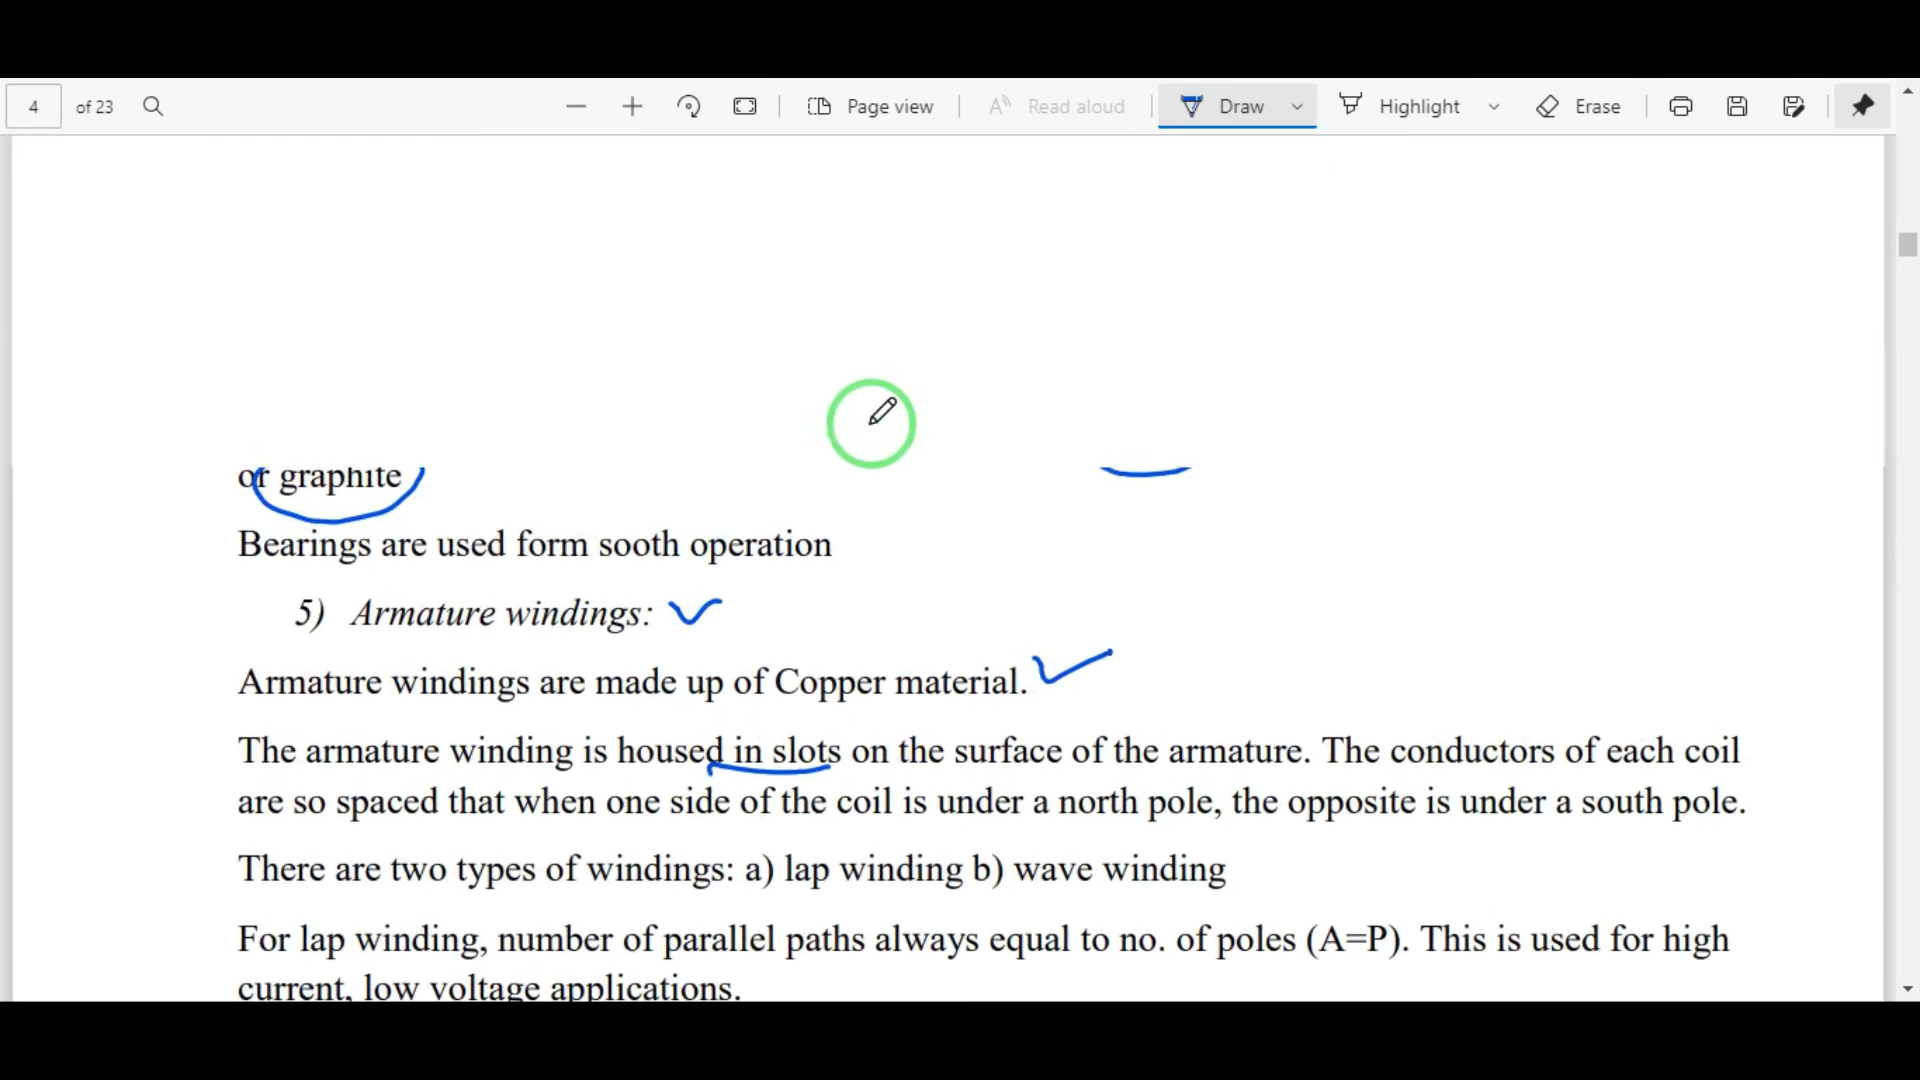 4 of 23 Page view Read aloud Draw Highlight Erase
or graphite
Bearings are used form sooth operation
5) Armature windings:
Armature windings are made up of Copper material.
The armature winding is housed in slots on the surface of the armature. The conductors of each coil
are so spaced that when one side of the coil is under a north pole, the opposite is under a south pole.
There are two types of windings: a) lap winding b) wave winding
For lap winding, number of parallel paths always equal to no. of poles (A=P). This is used for high
current, low voltage applications.